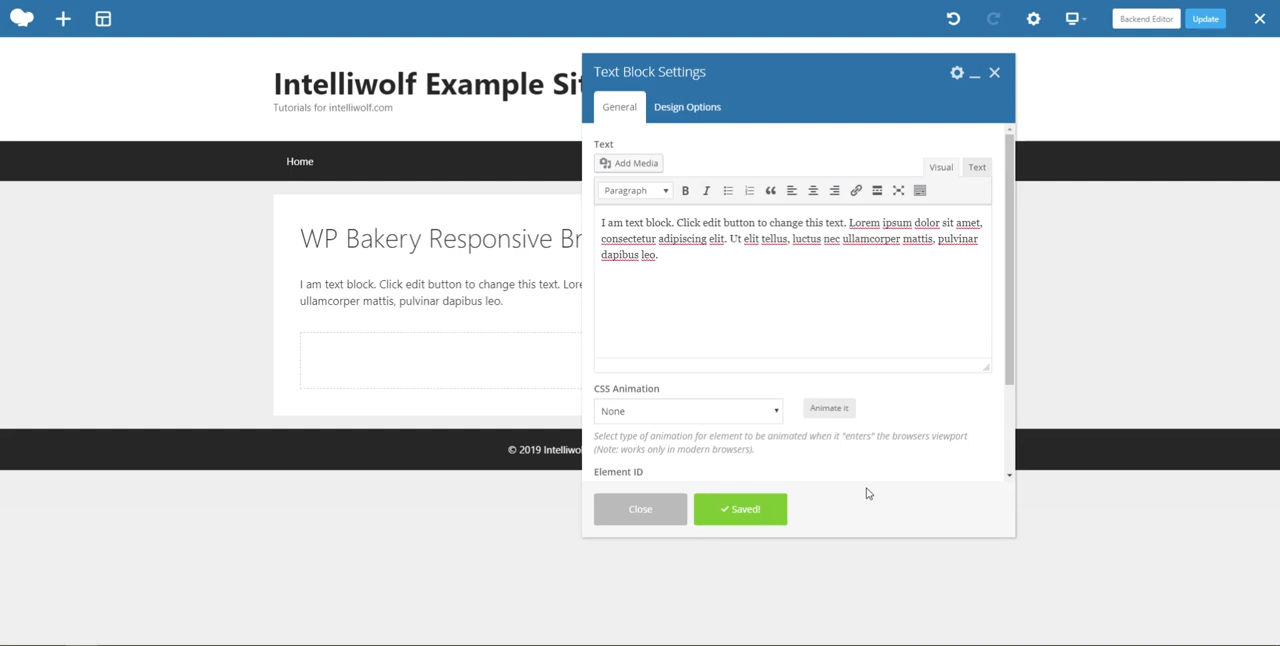 Backend Editor
Update
Intelliwolf Example Sit
Tutorials for intelliwolf.com
Home
WP Bakery Responsive Br
I am text block. Click edit button to change this text. Lore
ullamcorper mattis, pulvinar dapibus leo.
© 2019 Intelliwol
Text Block Settings
General
Design Options
Text
Add Media
Visual
Text
Paragraph
B
I
I am text block. Click edit button to change this text. Lorem ipsum dolor sit amet,
consectetur adipiscing elit. Ut elit tellus, luctus nec ullamcorper mattis, pulvinar
dapibus leo.
CSS Animation
None
Animate it
Select type of animation for element to be animated when it "enters" the browsers viewport
(Note: works only in modern browsers).
Element ID
Close
Saved!